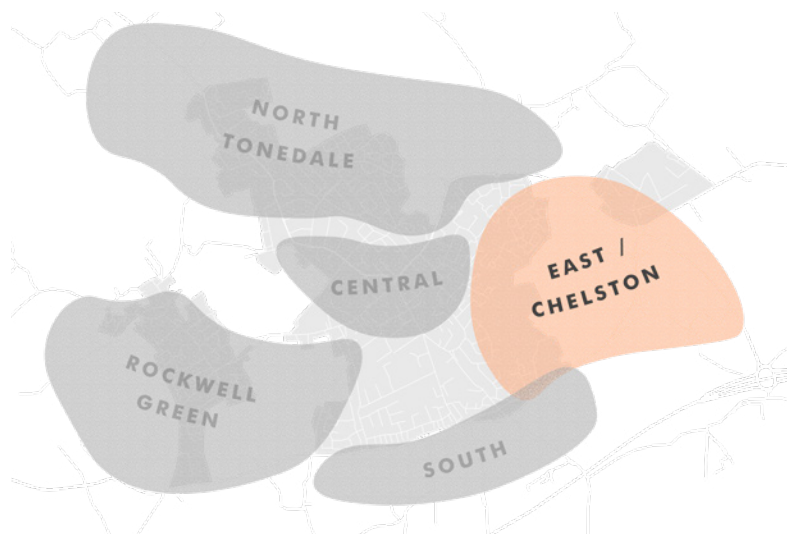 NORTH
TONEDALE
EAST /
CHELSTON
CENTRAL
ROCKWELL
GREEN
SOUTH